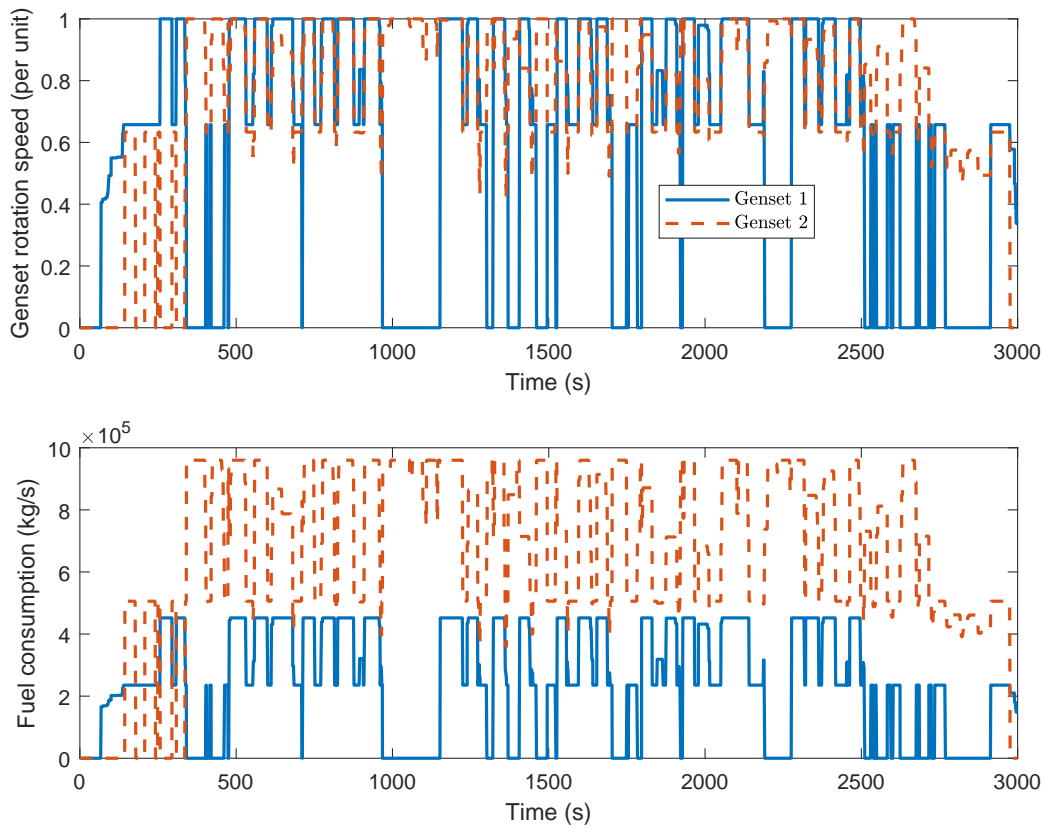 1
0.8
0.6
0.4
0.2
0
Genset rotation speed (per unit)
Genset 1
Genset 2
0 500 1000 1500 2000 2500 3000
Time (s)
×10⁵
10
8
6
4
2
0
Fuel consumption (kg/s)
0 500 1000 1500 2000 2500 3000
Time (s)